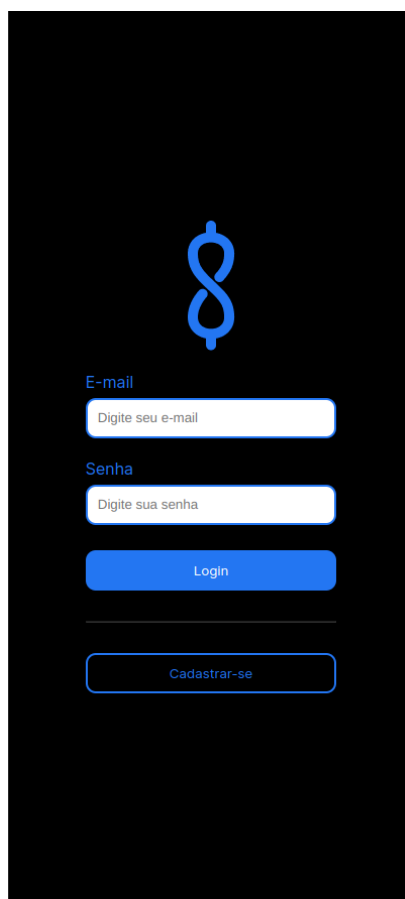 E-mail
Digite seu e-mail
Senha
Digite sua senha
Login
Cadastrar-se